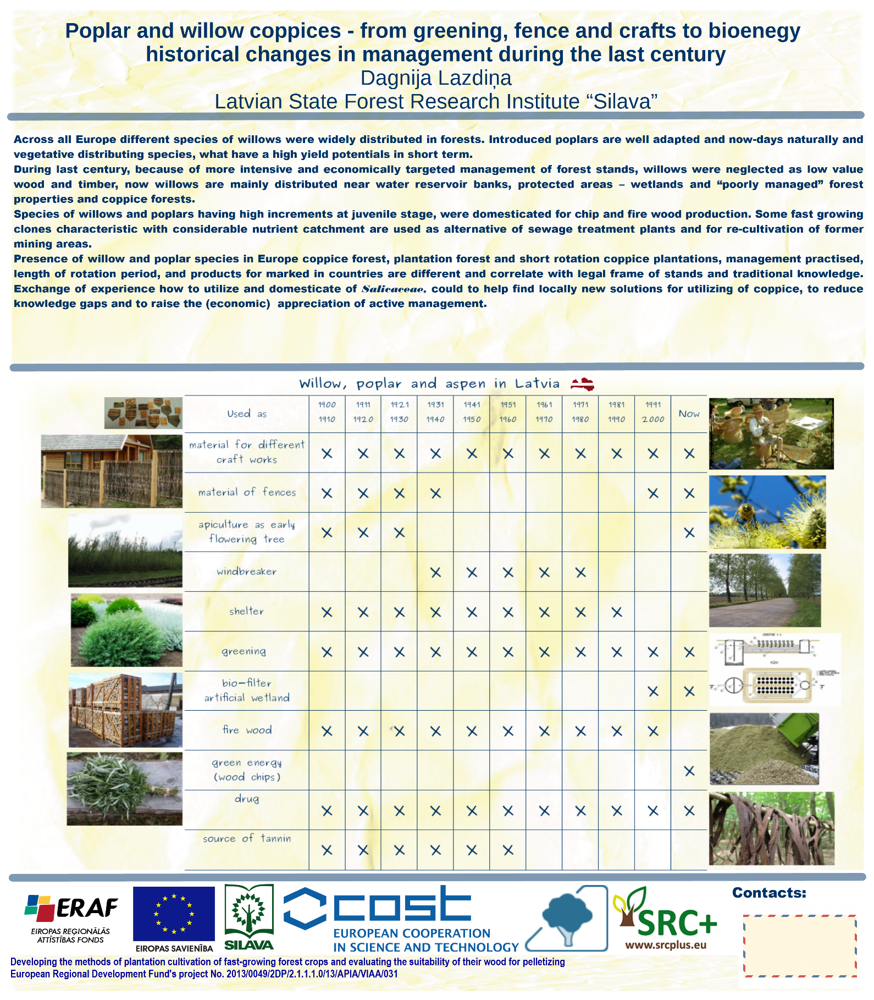 Poplar and willow coppices - from greening, fence and crafts to bioenegy
historical changes in management during the last century
Dagnija Lazdiņa
Latvian State Forest Research Institute “Silava”
Across all Europe different species of willows were widely distributed in forests. Introduced poplars are well adapted and now-days naturally and
vegetative distributing species, what have a high yield potentials in short term.
During last century, because of more intensive and economically targeted management of forest stands, willows were neglected as low value
wood and timber, now willows are mainly distributed near water reservoir banks, protected areas – wetlands and “poorly managed” forest
properties and coppice forests.
Species of willows and poplars having high increments at juvenile stage, were domesticated for chip and fire wood production. Some fast growing
clones characteristic with considerable nutrient catchment are used as alternative of sewage treatment plants and for re-cultivation of former
mining areas.
Presence of willow and poplar species in Europe coppice forest, plantation forest and short rotation coppice plantations, management practised,
length of rotation period, and products for marked in countries are different and correlate with legal frame of stands and traditional knowledge.
Exchange of experience how to utilize and domesticate of Salicaceae, could to help find locally new solutions for utilizing of coppice, to reduce
knowledge gaps and to raise the (economic) appreciation of active management.
Willow, poplar and aspen in Latvia
Used as 1900 1910 1911 1920 1921 1930 1931 1940 1941 1950 1951 1960 1961 1970 1971 1980 1981 1990 1991 2000 Now
material for different
craft works X X X X X X X X X X X
material of fences X X X X X X
apiculture as early
flowering tree X X X X
windbreaker X X X X X
shelter X X X X X X X X X
greening X X X X X X X X X X X
bio-filter
artificial wetland X X
fire wood X X X X X X X X X X
green energy
(wood chips) X
drug X X X X X X X X X X X
source of tannin X X X X X X
ERAF
EIROPAS REĢIONĀLĀS
ATTĪSTĪBAS FONDS
EIROPAS SAVIENĪBA
SILAVA
cost
EUROPEAN COOPERATION
IN SCIENCE AND TECHNOLOGY
SRC+
www.srcplus.eu
Contacts:
Developing the methods of plantation cultivation of fast-growing forest crops and evaluating the suitability of their wood for pelletizing
European Regional Development Fund's project No. 2013/0049/2DP/2.1.1.1.0/13/APIA/VIAA/031